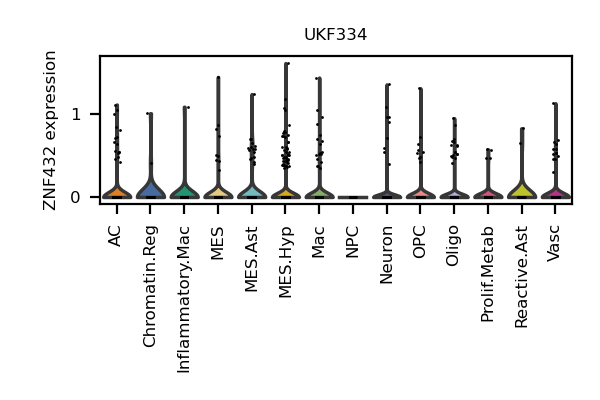 UKF334
ZNF432 expression
1
0
AC
Chromatin.Reg
Inflammatory.Mac
MES
MES.Ast
MES.Hyp
Mac
NPC
Neuron
OPC
Oligo
Prolif.Metab
Reactive.Ast
Vasc